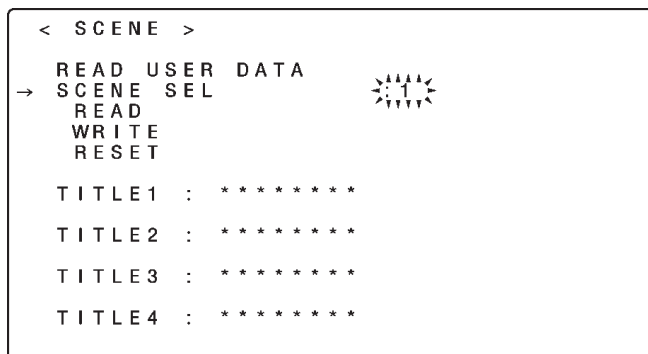 < SCENE >
READ USER DATA
→ SCENE SEL : 1
READ
WRITE
RESET
TITLE1 : ********
TITLE2 : ********
TITLE3 : ********
TITLE4 : ********